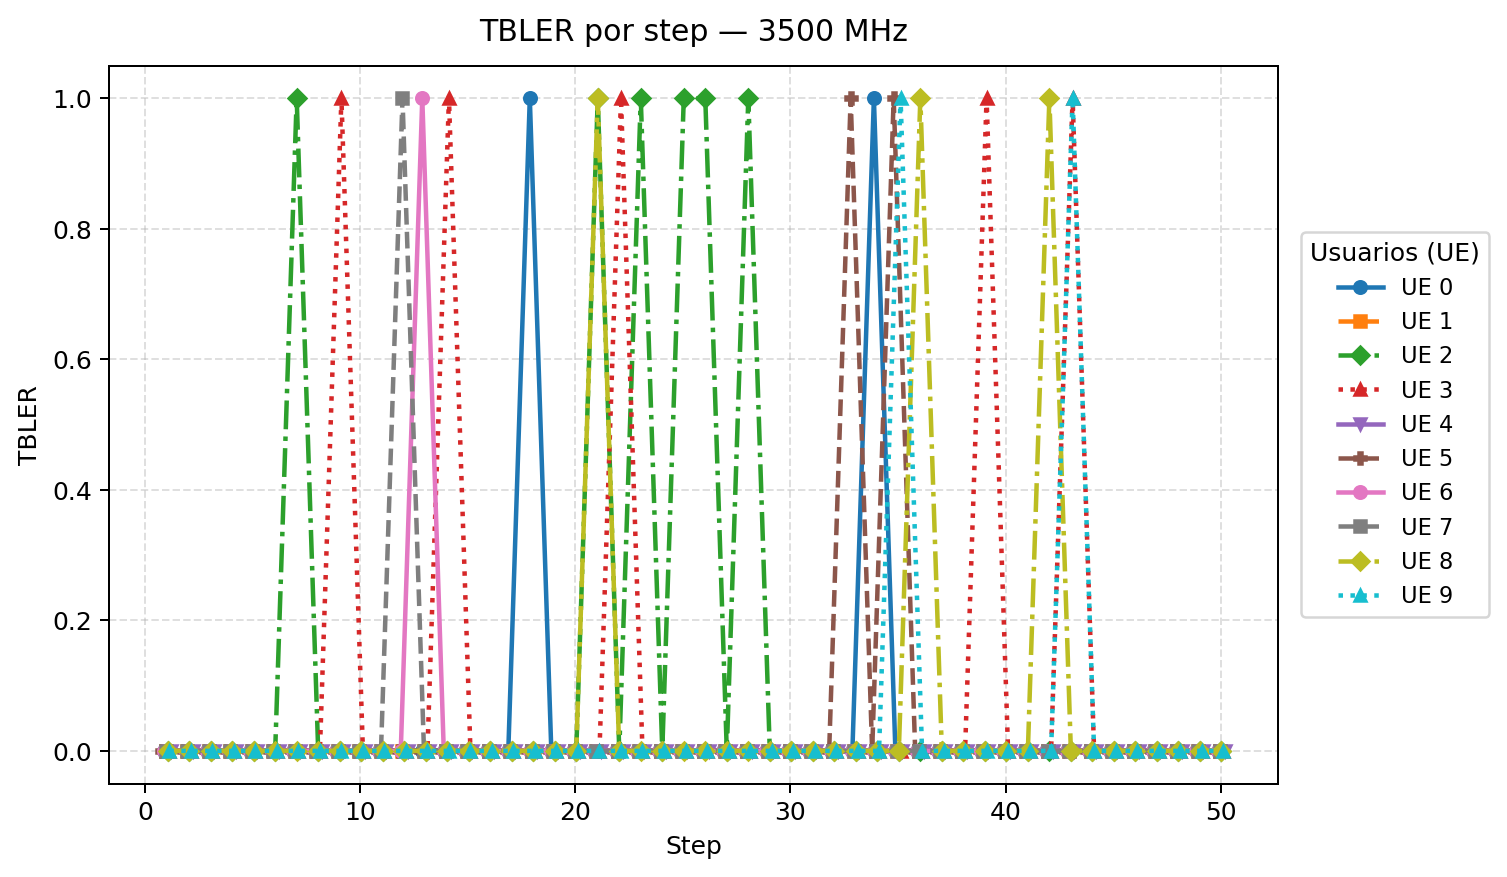 TBLER por step — 3500 MHz
1.0
0.8
0.6
0.4
0.2
0.0
TBLER
0 10 20 30 40 50
Step
Usuarios (UE)
UE 0
UE 1
UE 2
UE 3
UE 4
UE 5
UE 6
UE 7
UE 8
UE 9